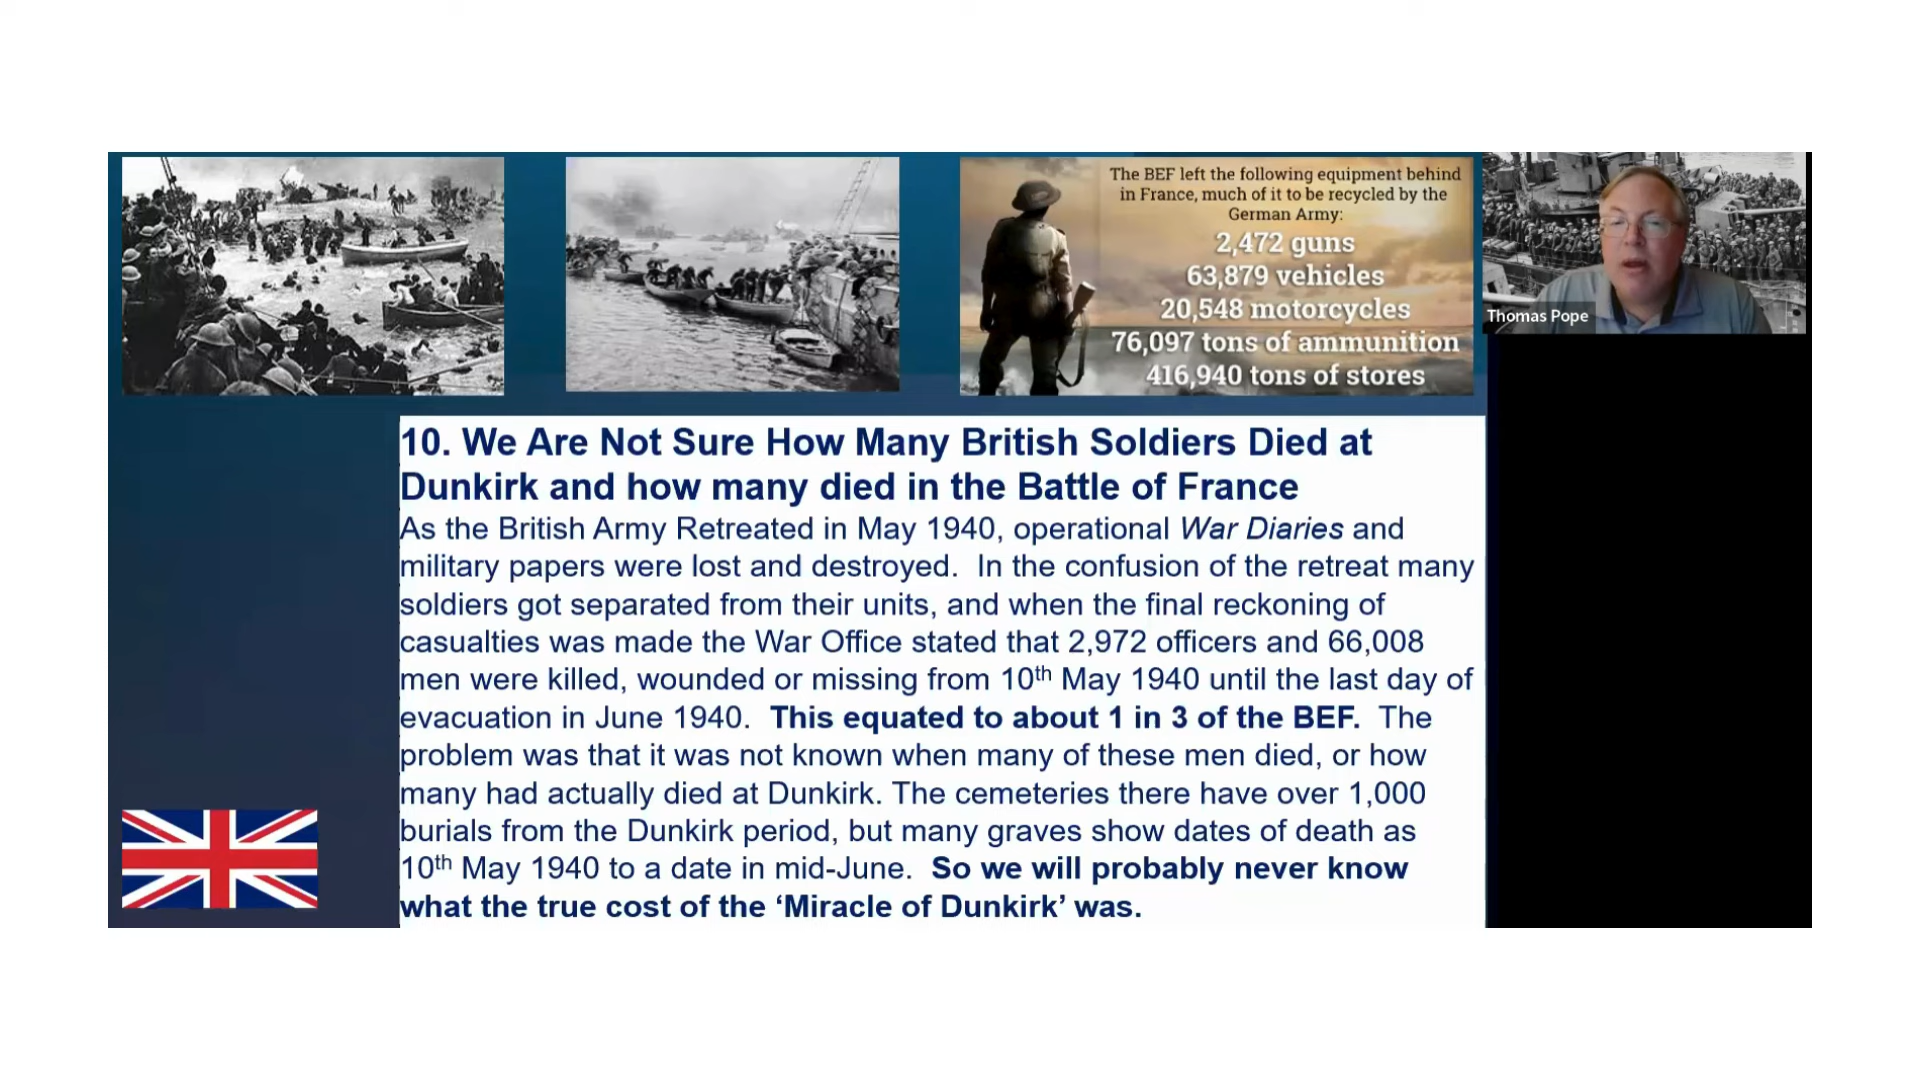 The BEF left the following equipment behind
in France, much of it to be recycled by the
German Army:
2,472 guns
63,879 vehicles
20,548 motorcycles
76,097 tons of ammunition
416,940 tons of stores
Thomas Pope
10. We Are Not Sure How Many British Soldiers Died at
Dunkirk and how many died in the Battle of France
As the British Army Retreated in May 1940, operational War Diaries and
military papers were lost and destroyed.  In the confusion of the retreat many
soldiers got separated from their units, and when the final reckoning of
casualties was made the War Office stated that 2,972 officers and 66,008
men were killed, wounded or missing from 10th May 1940 until the last day of
evacuation in June 1940.  This equated to about 1 in 3 of the BEF.  The
problem was that it was not known when many of these men died, or how
many had actually died at Dunkirk. The cemeteries there have over 1,000
burials from the Dunkirk period, but many graves show dates of death as
10th May 1940 to a date in mid-June.  So we will probably never know
what the true cost of the ‘Miracle of Dunkirk’ was.